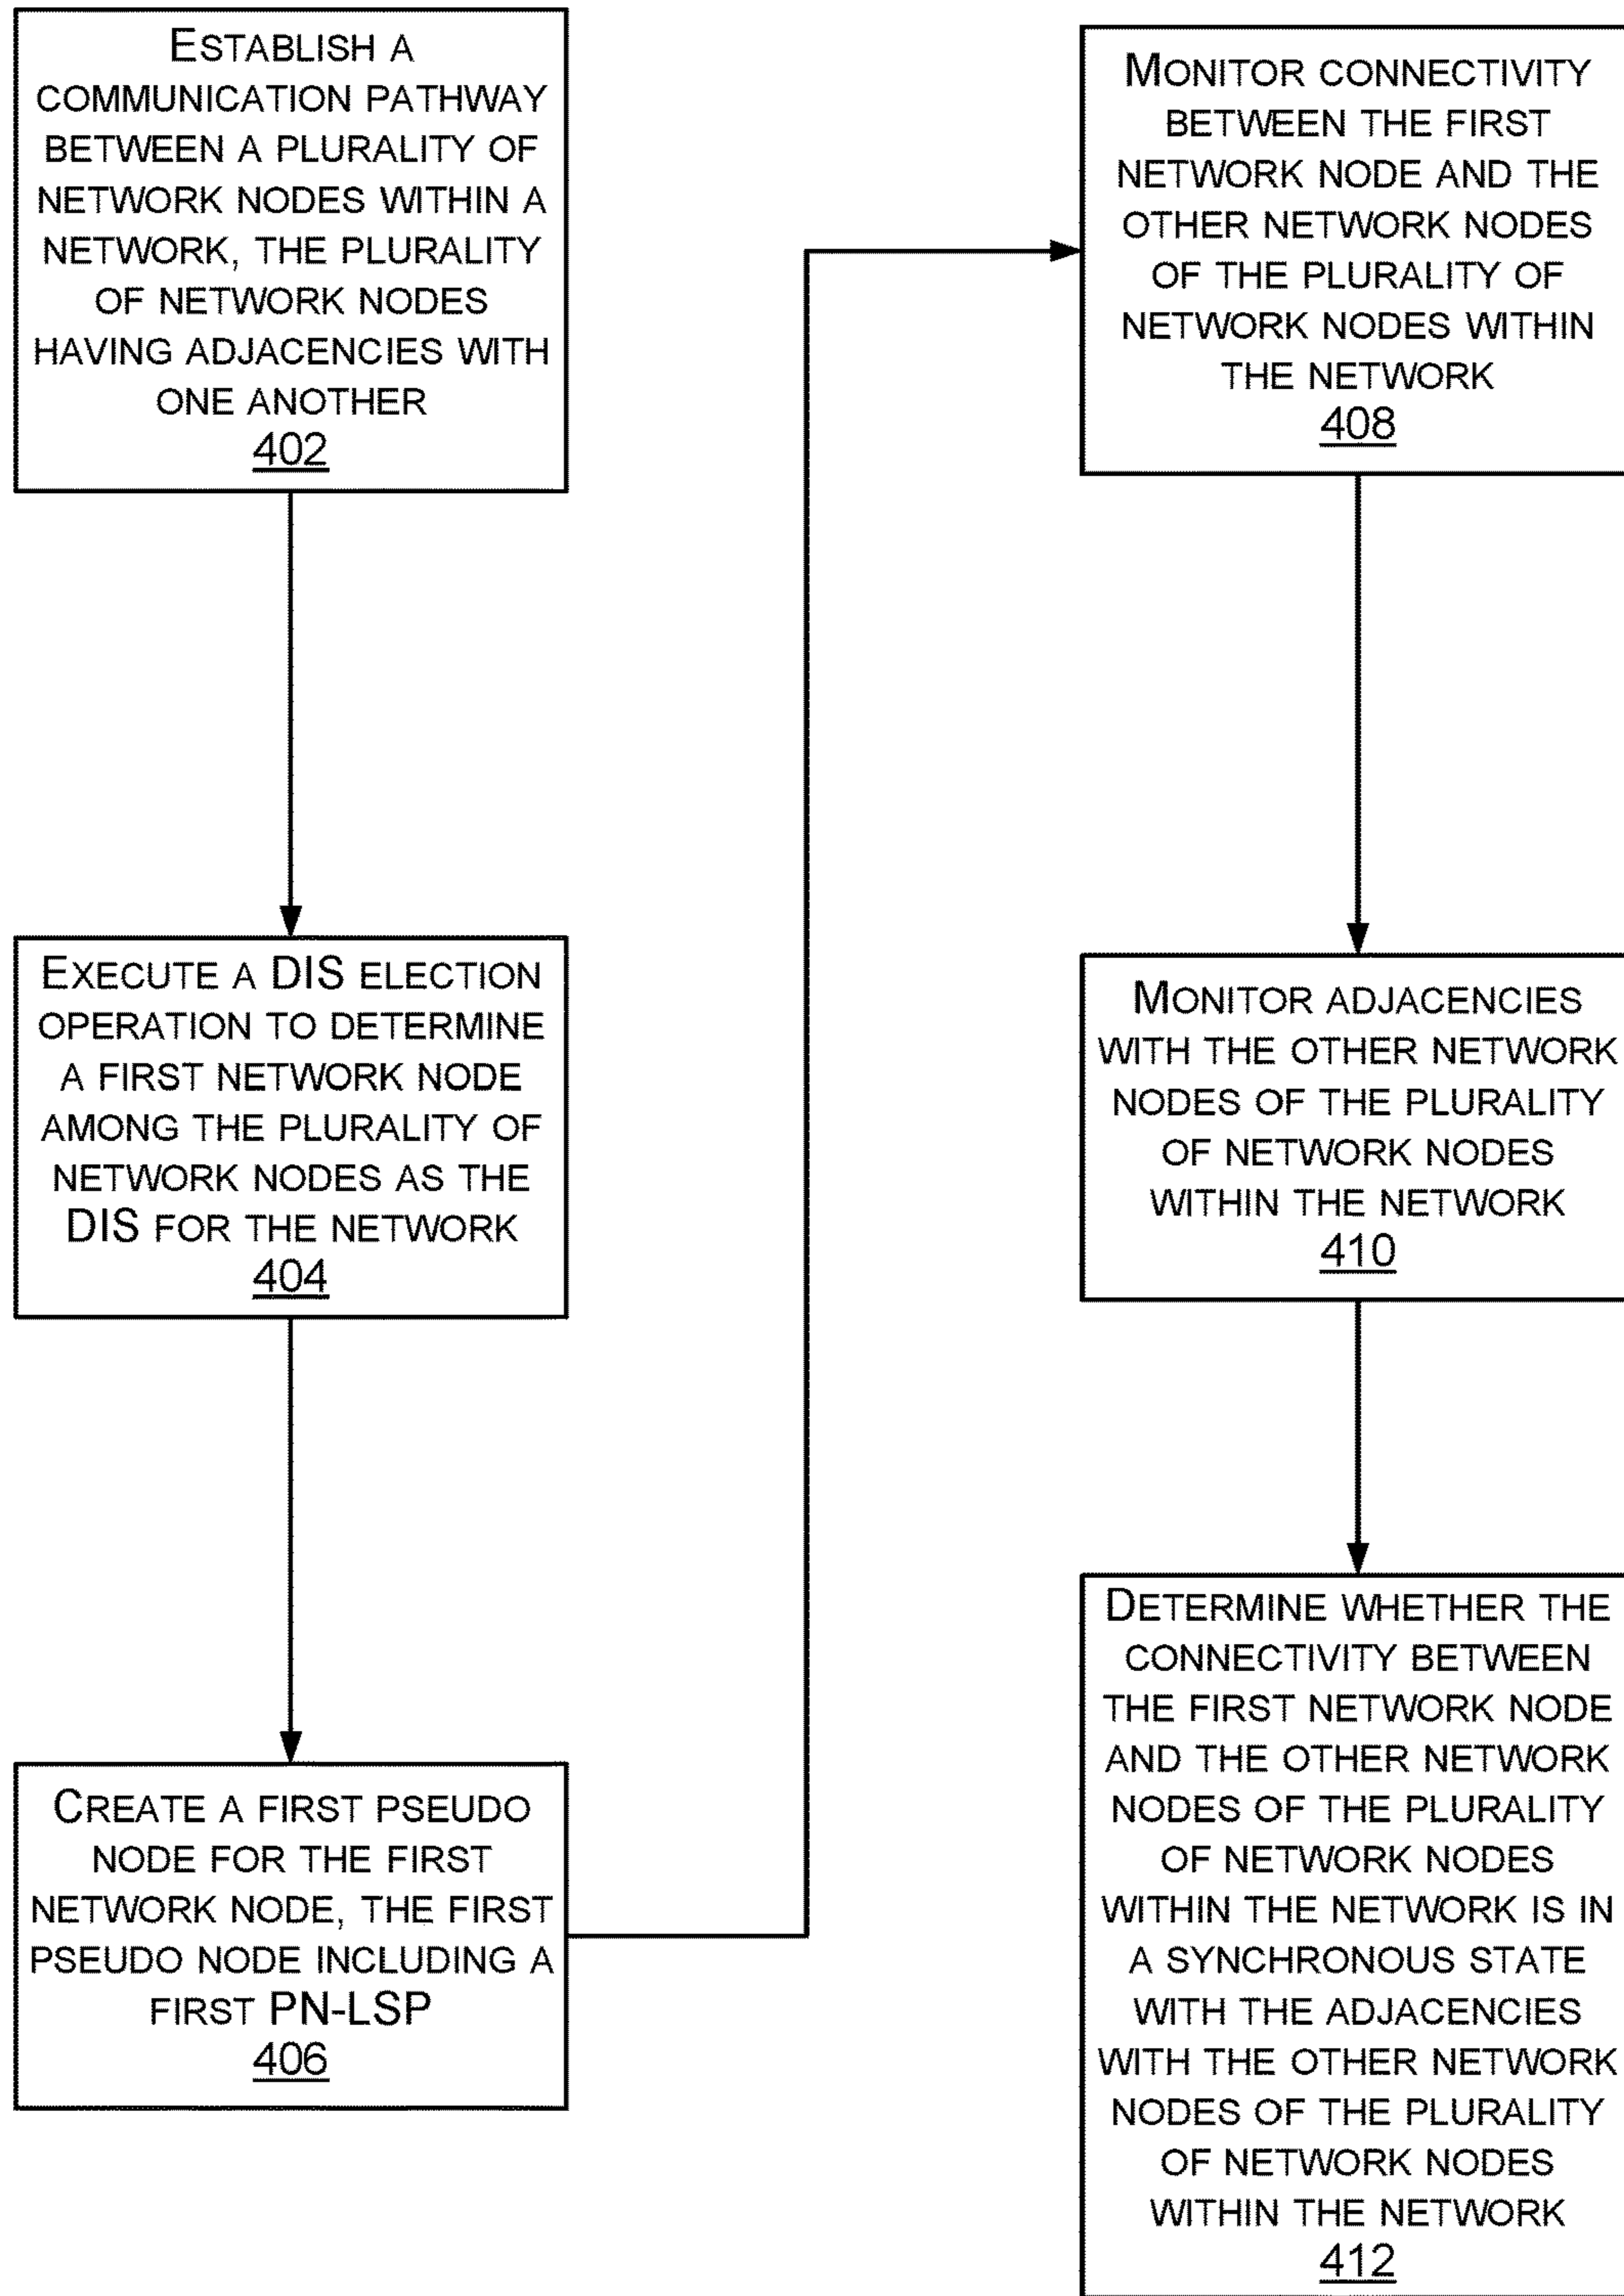 ESTABLISH A
COMMUNICATION PATHWAY
BETWEEN A PLURALITY OF
NETWORK NODES WITHIN A
NETWORK, THE PLURALITY
OF NETWORK NODES
HAVING ADJACENCIES WITH
ONE ANOTHER
402
EXECUTE A DIS ELECTION
OPERATION TO DETERMINE
A FIRST NETWORK NODE
AMONG THE PLURALITY OF
NETWORK NODES AS THE
DIS FOR THE NETWORK
404
CREATE A FIRST PSEUDO
NODE FOR THE FIRST
NETWORK NODE, THE FIRST
PSEUDO NODE INCLUDING A
FIRST PN-LSP
406
MONITOR CONNECTIVITY
BETWEEN THE FIRST
NETWORK NODE AND THE
OTHER NETWORK NODES
OF THE PLURALITY OF
NETWORK NODES WITHIN
THE NETWORK
408
MONITOR ADJACENCIES
WITH THE OTHER NETWORK
NODES OF THE PLURALITY
OF NETWORK NODES
WITHIN THE NETWORK
410
DETERMINE WHETHER THE
CONNECTIVITY BETWEEN
THE FIRST NETWORK NODE
AND THE OTHER NETWORK
NODES OF THE PLURALITY
OF NETWORK NODES
WITHIN THE NETWORK IS IN
A SYNCHRONOUS STATE
WITH THE ADJACENCIES
WITH THE OTHER NETWORK
NODES OF THE PLURALITY
OF NETWORK NODES
WITHIN THE NETWORK
412